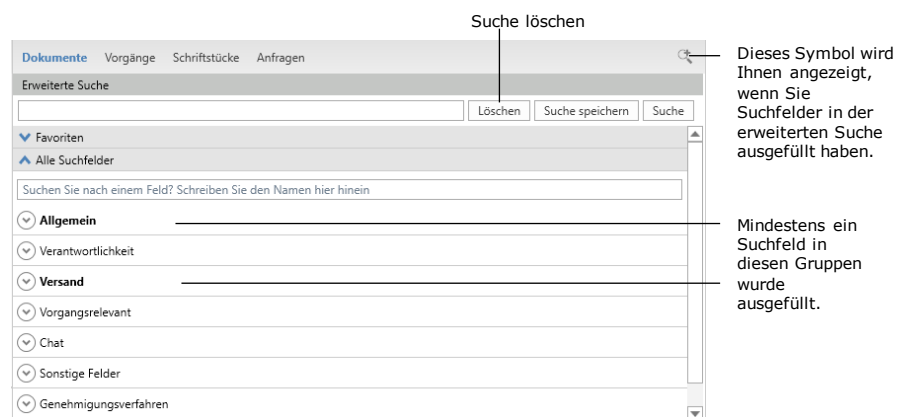 Suche löschen
Dokumente Vorgänge Schriftstücke Anfragen
Erweiterte Suche
Löschen Suche speichern Suche
Favoriten
Alle Suchfelder
Suchen Sie nach einem Feld? Schreiben Sie den Namen hier hinein
Allgemein
Verantwortlichkeit
Versand
Vorgangsrelevant
Chat
Sonstige Felder
Genehmigungsverfahren
Dieses Symbol wird
Ihnen angezeigt,
wenn Sie
Suchfelder in der
erweiterten Suche
ausgefüllt haben.
Mindestens ein
Suchfeld in
diesen Gruppen
wurde
ausgefüllt.